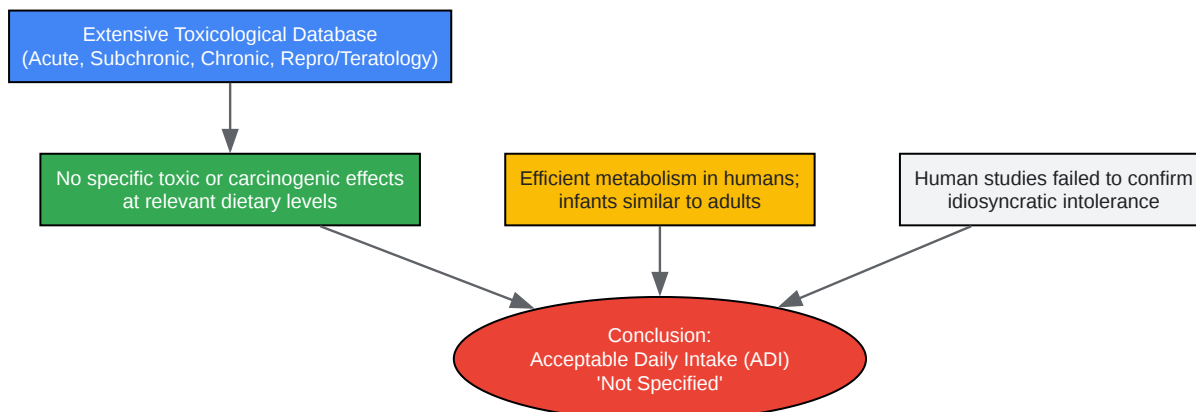 Extensive Toxicological Database
(Acute, Subchronic, Chronic, Repro/Teratology)
No specific toxic or carcinogenic effects
at relevant dietary levels
Efficient metabolism in humans;
infants similar to adults
Human studies failed to confirm
idiosyncratic intolerance
Conclusion:
Acceptable Daily Intake (ADI)
'Not Specified'